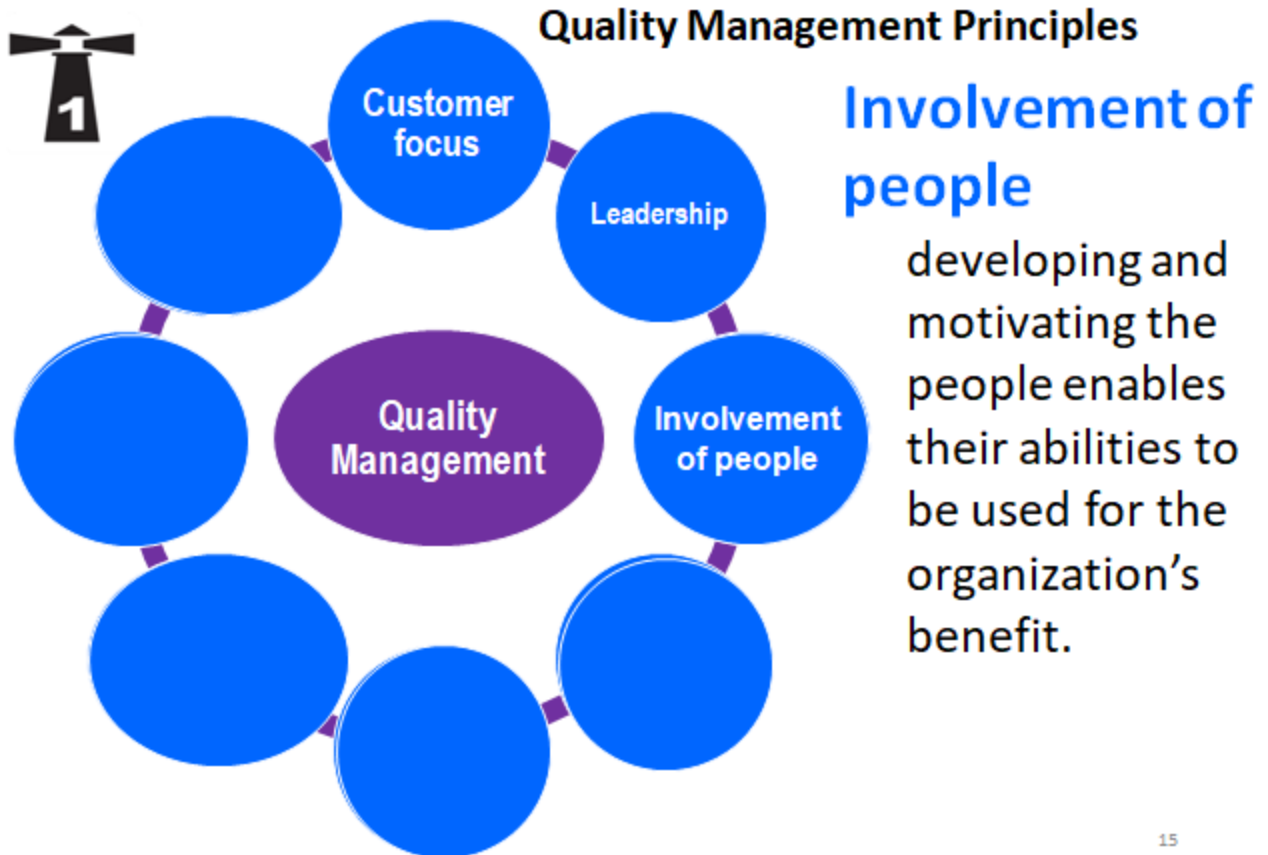 Quality Management Principles
1
Customer
focus
Leadership
Involvement
of people
Quality
Management
Involvement of
people
developing and
motivating the
people enables
their abilities to
be used for the
organization’s
benefit.
15